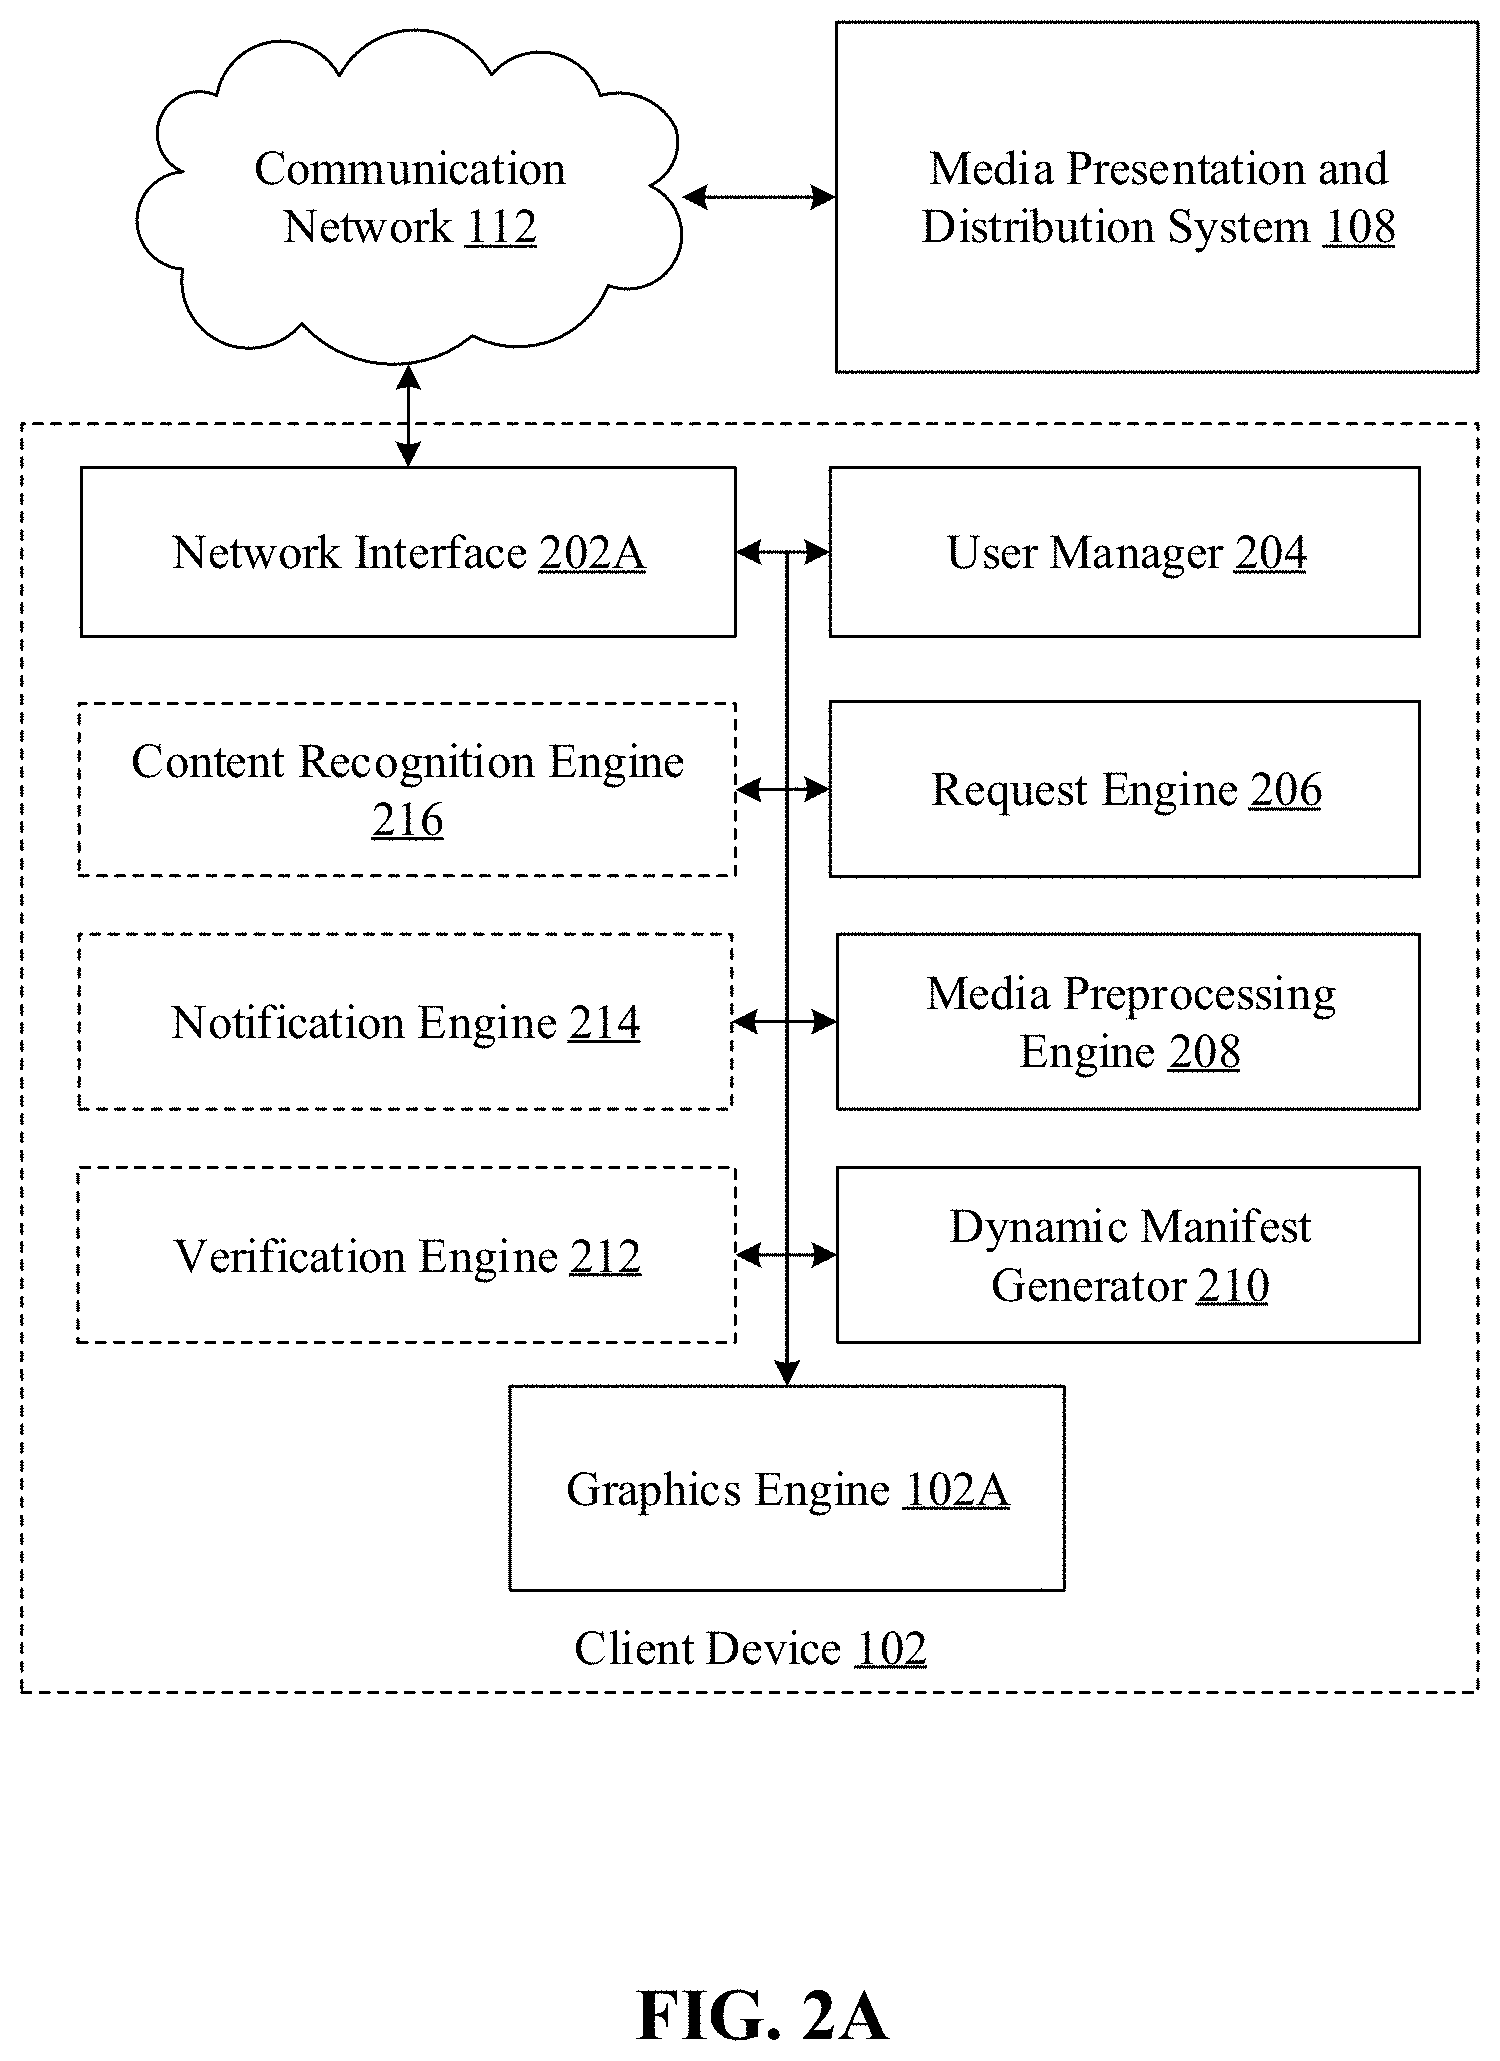 Communication
Network 112
Media Presentation and
Distribution System 108
Network Interface 202A
User Manager 204
Content Recognition Engine
216
Request Engine 206
Notification Engine 214
Media Preprocessing
Engine 208
Verification Engine 212
Dynamic Manifest
Generator 210
Graphics Engine 102A
Client Device 102
FIG. 2A